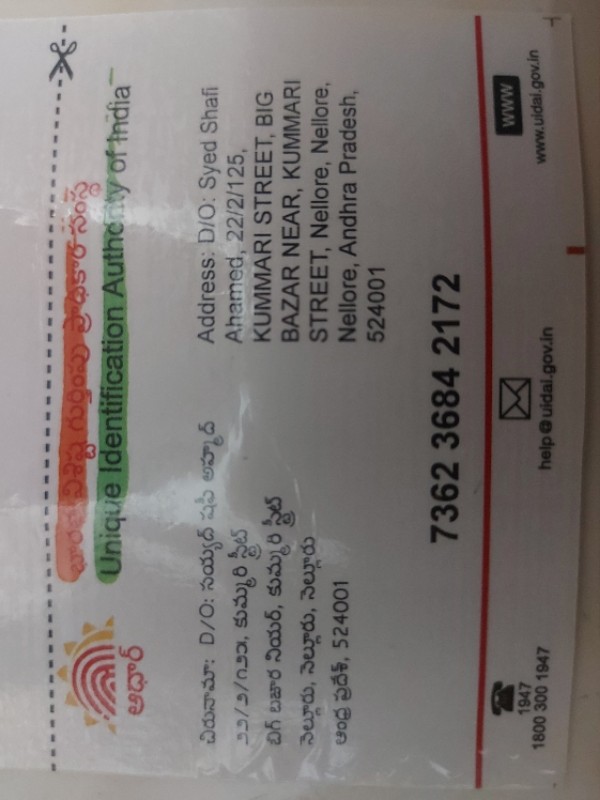 భారత విశిష్ట గుర్తింపు ప్రాధికార సంస్థ
Unique Identification Authority of India
ఆధార్
చిరునామా: D/O: సయ్యద్ షఫి అహ్మద్
౨౨/౨/౧౨౫, కుమ్మరి స్ట్రీట్
బిగ్ బజార్ నియర్, కుమ్మరి స్ట్రీట్
నెల్లూరు, నెల్లూరు, నెల్లూరు
ఆంధ్ర ప్రదేశ్, 524001
Address: D/O: Syed Shafi
Ahamed, 22/2/125,
KUMMARI STREET, BIG
BAZAR NEAR, KUMMARI
STREET, Nellore, Nellore,
Nellore, Andhra Pradesh,
524001
7362 3684 2172
1947
1800 300 1947
help@uidai.gov.in
WWW
www.uidai.gov.in